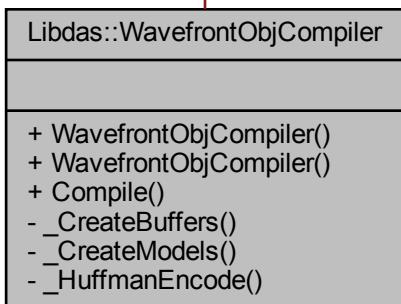 Libdas::WavefrontObjCompiler
+ WavefrontObjCompiler()
+ WavefrontObjCompiler()
+ Compile()
- _CreateBuffers()
- _CreateModels()
- _HuffmanEncode()